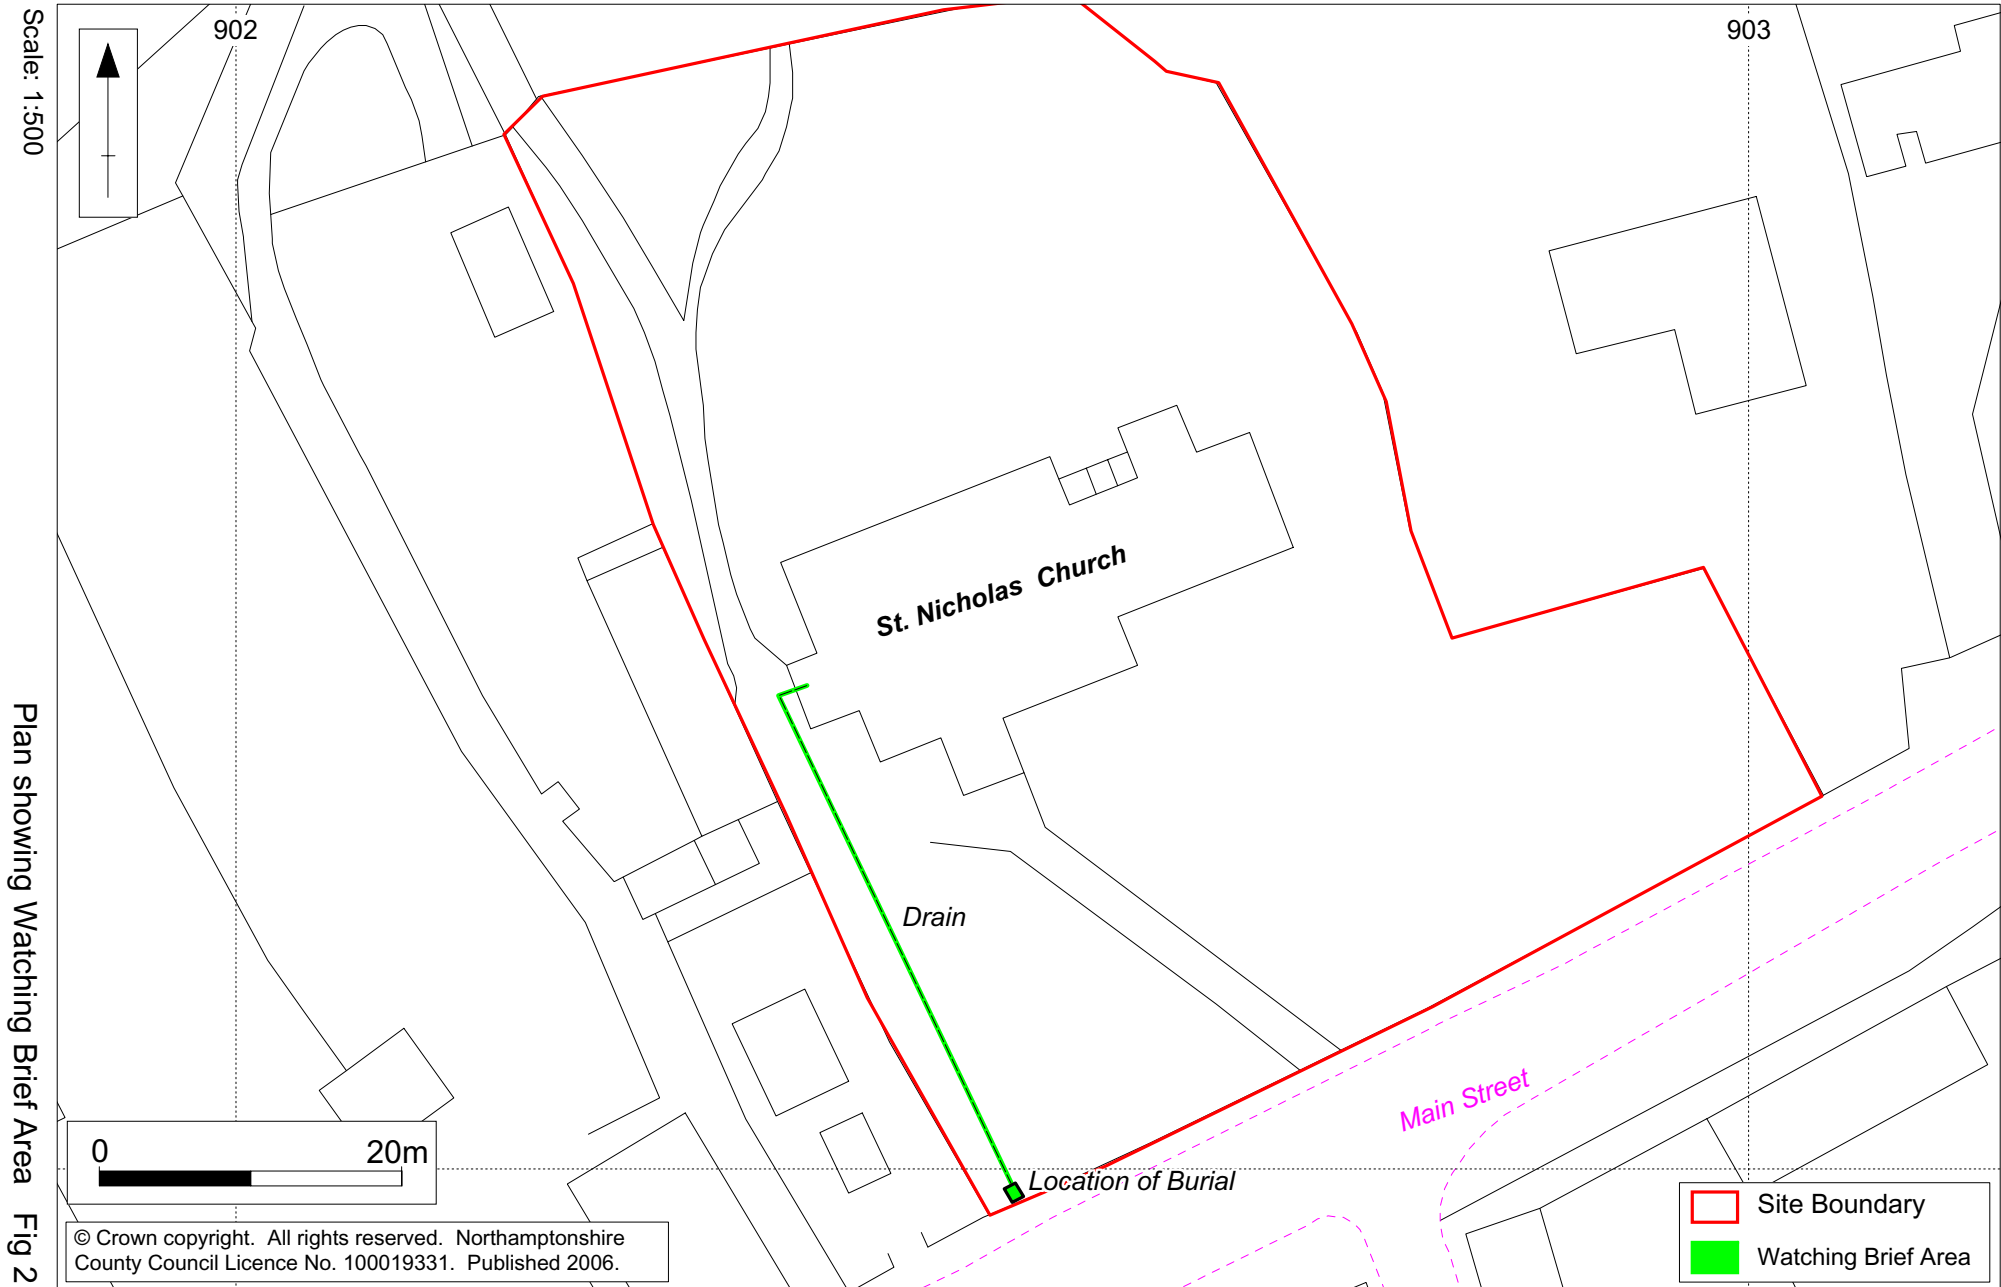 902
903
Scale: 1:500
St. Nicholas Church
Drain
Main Street
Location of Burial
0 20m
© Crown copyright. All rights reserved. Northamptonshire
County Council Licence No. 100019331. Published 2006.
Site Boundary
Watching Brief Area
Plan showing Watching Brief Area Fig 2